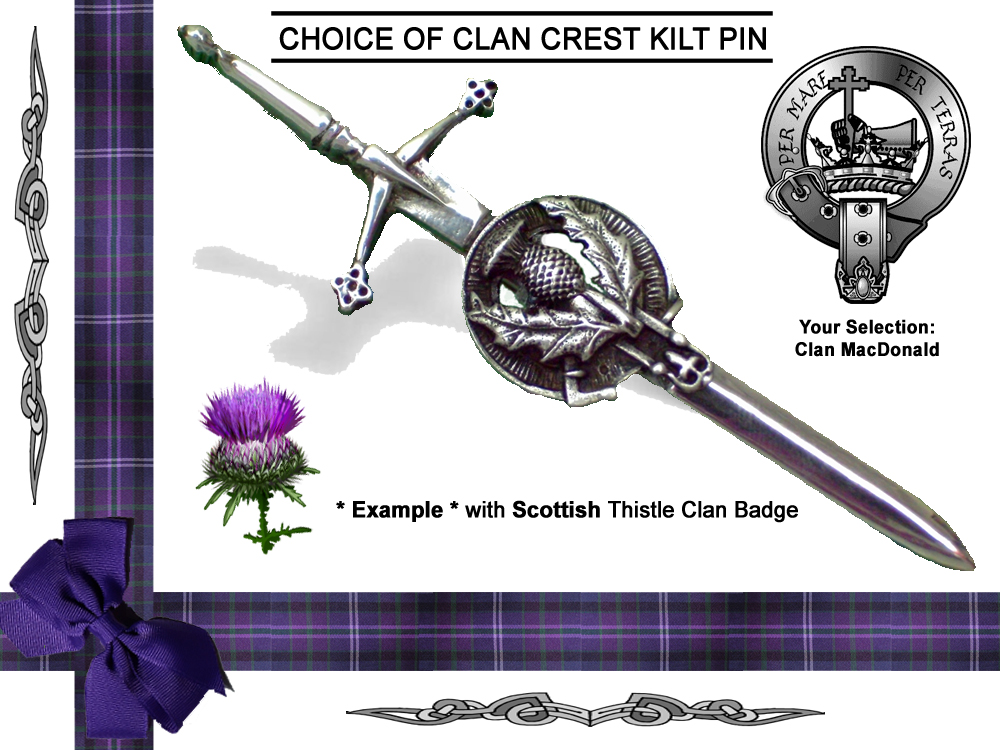 CHOICE OF CLAN CREST KILT PIN
PER MARE PER TERRAS
Your Selection:
Clan MacDonald
* Example * with Scottish Thistle Clan Badge